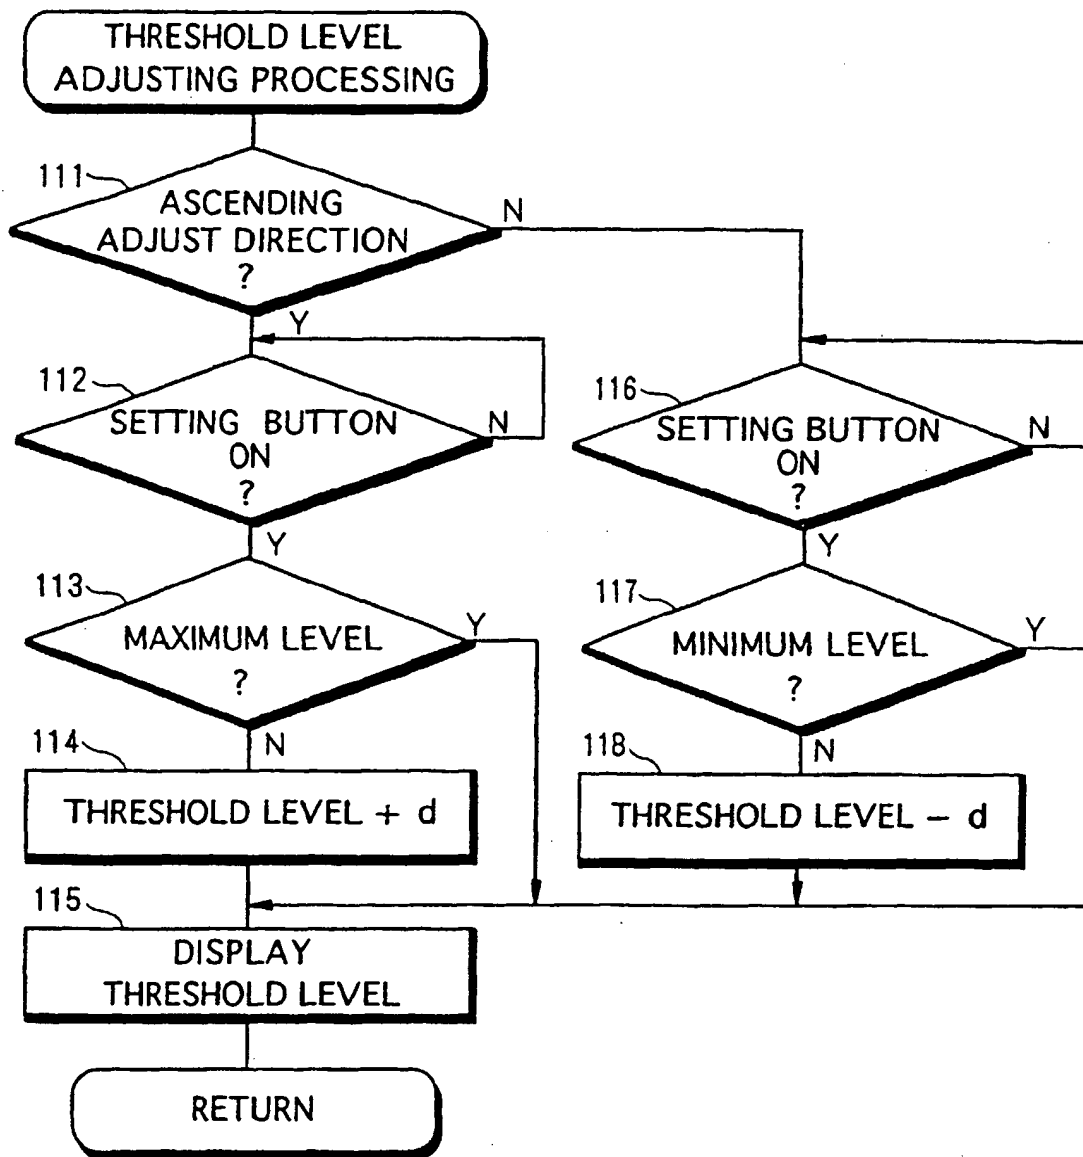 THRESHOLD LEVEL
ADJUSTING PROCESSING
111
ASCENDING
ADJUST DIRECTION
?
N
Y
112
SETTING BUTTON
ON
?
N
Y
113
MAXIMUM LEVEL
?
Y
N
114
THRESHOLD LEVEL + d
115
DISPLAY
THRESHOLD LEVEL
RETURN
116
SETTING BUTTON
ON
?
N
Y
117
MINIMUM LEVEL
?
Y
N
118
THRESHOLD LEVEL − d